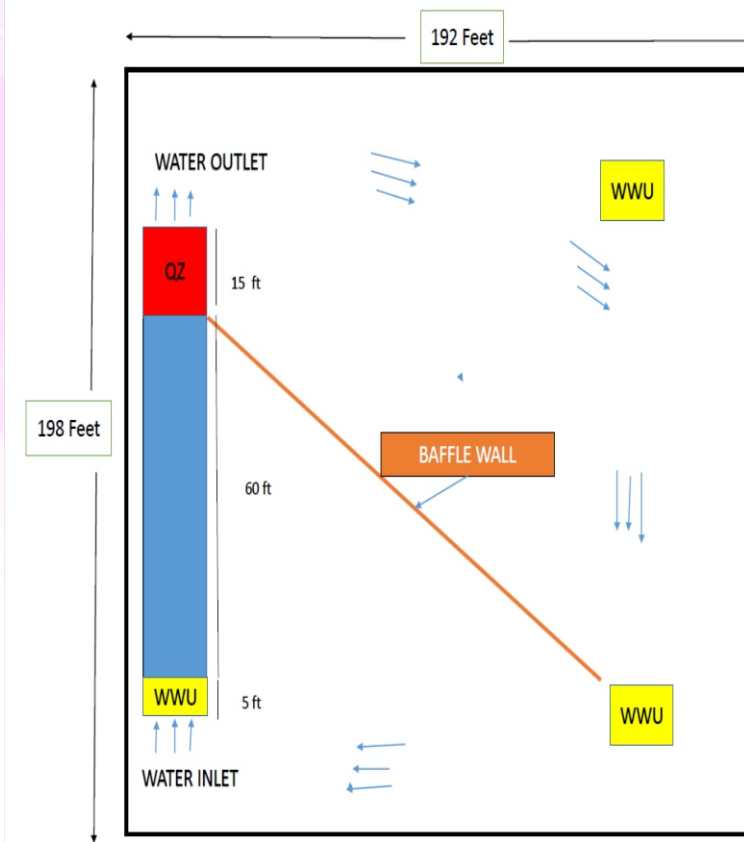 192 Feet
WATER OUTLET
WWU
QZ
15 ft
198 Feet
BAFFLE WALL
60 ft
WWU
5 ft
WWU
WATER INLET